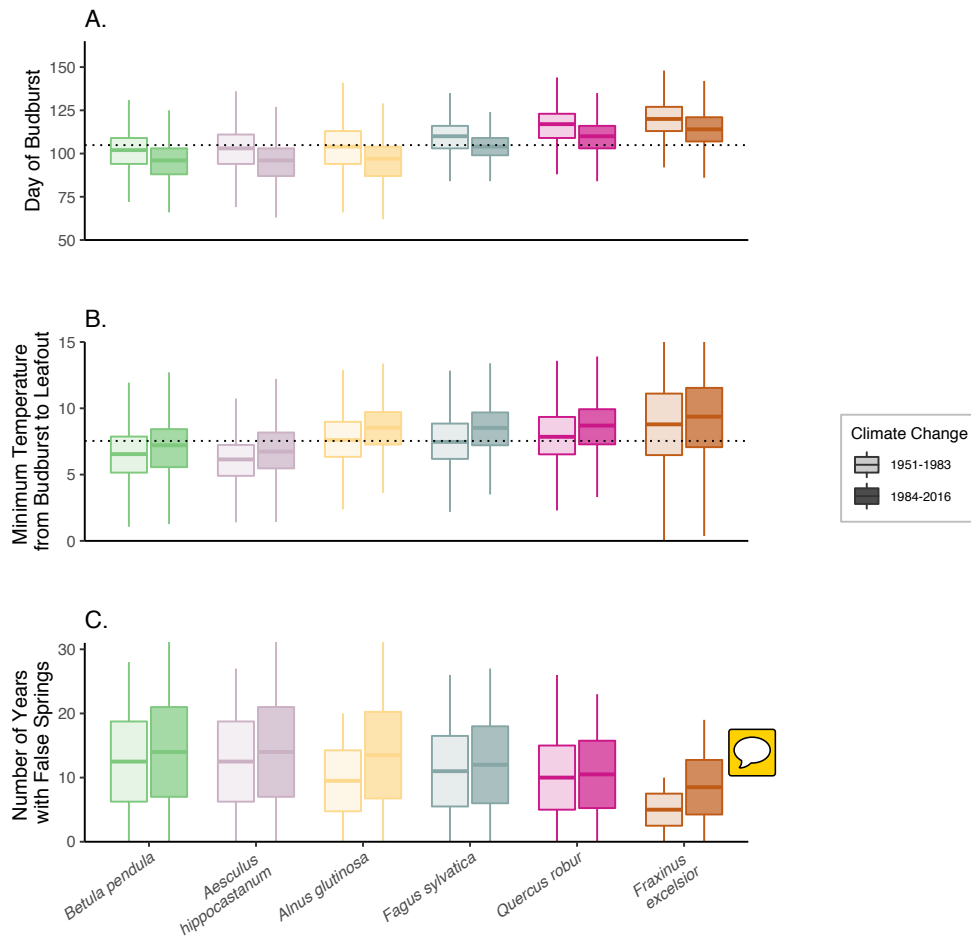 A.
Day of Budburst
150
125
100
75
50
B.
Minimum Temperature
from Budburst to Leafout
15
10
5
0
Climate Change
1951-1983
1984-2016
C.
Number of Years
with False Springs
30
20
10
0
Betula pendula
Aesculus
hippocastanum
Alnus glutinosa
Fagus sylvatica
Quercus robur
Fraxinus
excelsior